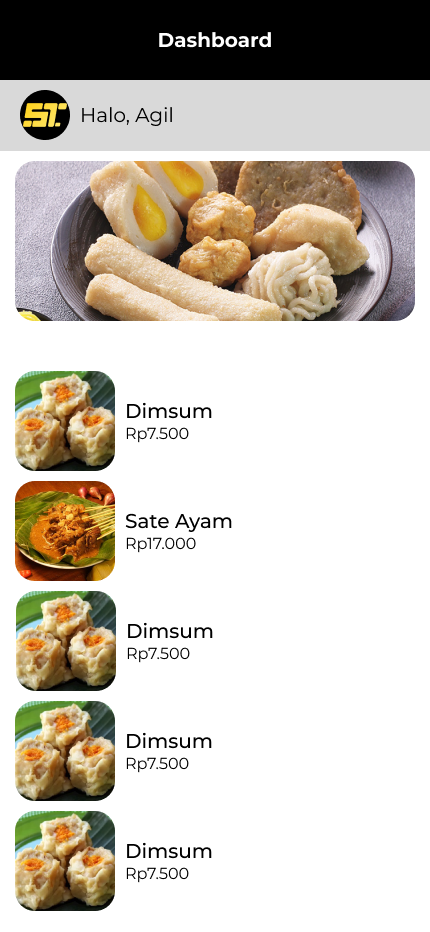 Dashboard
ST.
Halo, Agil
Dimsum
Rp7.500
Sate Ayam
Rp17.000
Dimsum
Rp7.500
Dimsum
Rp7.500
Dimsum
Rp7.500